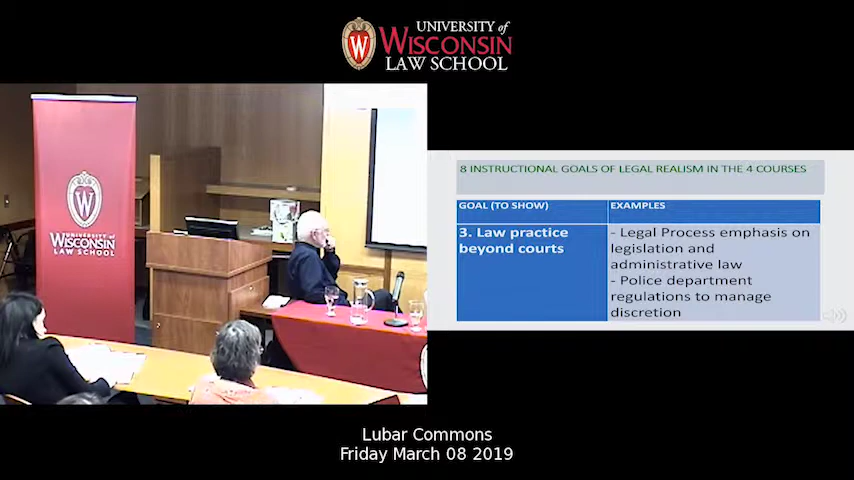 UNIVERSITY of
WISCONSIN
LAW SCHOOL
W
UNIVERSITY of
WISCONSIN
LAW SCHOOL
8 INSTRUCTIONAL GOALS OF LEGAL REALISM IN THE 4 COURSES
GOAL (TO SHOW)
EXAMPLES
3. Law practice
beyond courts
- Legal Process emphasis on
legislation and
administrative law
- Police department
regulations to manage
discretion
Lubar Commons
Friday March 08 2019